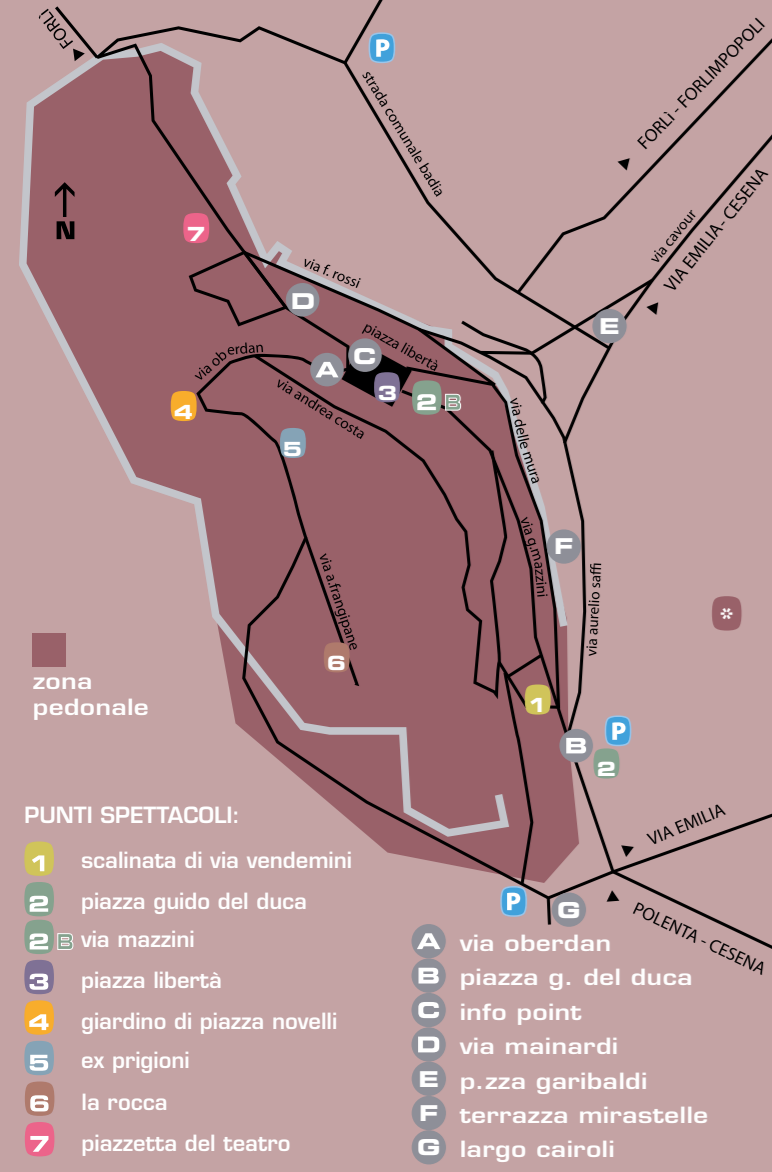 FORLÌ
P
strada comunale badia
FORLÌ - FORLIMPOPOLI
N
7
via f. rossi
via cavour
VIA EMILIA - CESENA
D
E
piazza libertà
C
via oberdan
A
3
2 B
4
via andrea costa
5
via delle mura
via g.mazzini
F
via a.frangipane
via aurelio saffi
*
6
zona
pedonale
1
P
B
2
VIA EMILIA
P
G
POLENTA - CESENA
PUNTI SPETTACOLI:
1 scalinata di via vendemini
2 piazza guido del duca
2 B via mazzini
3 piazza libertà
4 giardino di piazza novelli
5 ex prigioni
6 la rocca
7 piazzetta del teatro
A via oberdan
B piazza g. del duca
C info point
D via mainardi
E p.zza garibaldi
F terrazza mirastelle
G largo cairoli